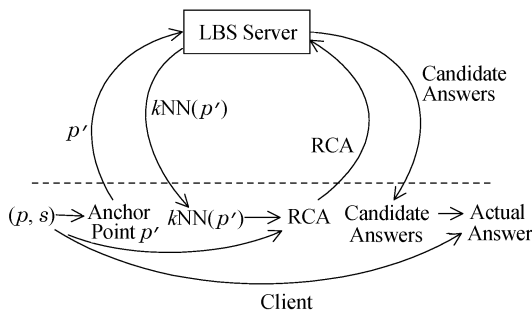 LBS Server
Candidate
Answers
kNN(p′)
p′
RCA
(p, s)
Anchor
Point p′
kNN(p′)
RCA
Candidate
Answers
Actual
Answer
Client